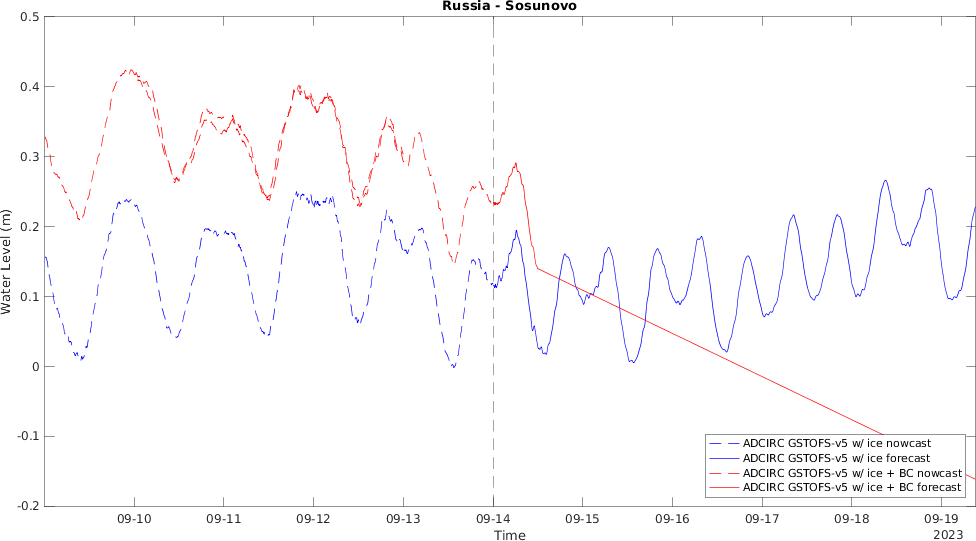 Russia - Sosunovo
0.5
0.4
0.3
0.2
0.1
0
-0.1
-0.2
Water Level (m)
ADCIRC GSTOFS-v5 w/ ice nowcast
ADCIRC GSTOFS-v5 w/ ice forecast
ADCIRC GSTOFS-v5 w/ ice + BC nowcast
ADCIRC GSTOFS-v5 w/ ice + BC forecast
09-10 09-11 09-12 09-13 09-14 09-15 09-16 09-17 09-18 09-19
Time
2023